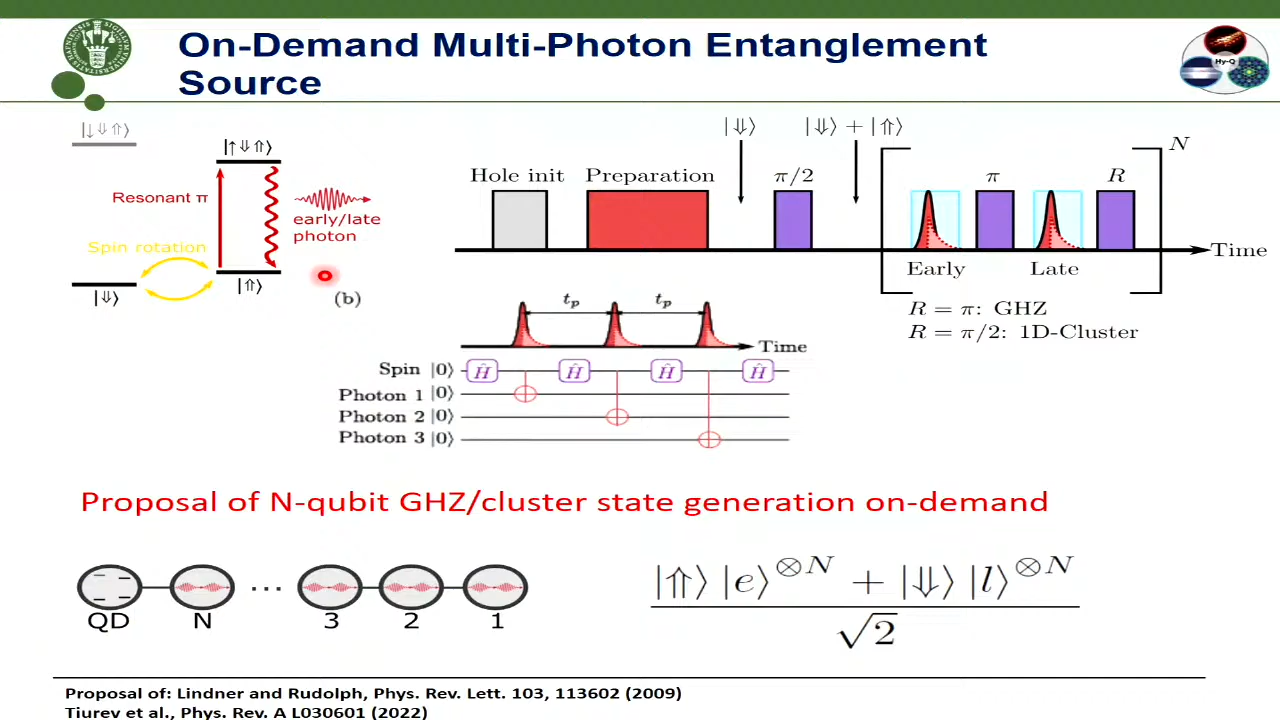 On-Demand Multi-Photon Entanglement
Source
Hy-Q
|↓⇓⇑⟩
|↑⇓⇑⟩
Resonant π
early/late
photon
Spin rotation
|⇓⟩
|⇑⟩
(b)
|⇓⟩
|⇓⟩ + |⇑⟩
Hole init
Preparation
π/2
π
R
N
Early
Late
Time
R = π: GHZ
R = π/2: 1D-Cluster
tp
tp
Time
Spin |0⟩ Ĥ Ĥ Ĥ Ĥ
Photon 1 |0⟩
Photon 2 |0⟩
Photon 3 |0⟩
Proposal of N-qubit GHZ/cluster state generation on-demand
QD N ... 3 2 1
|⇑⟩|e⟩⊗N + |⇓⟩|l⟩⊗N
√2
Proposal of: Lindner and Rudolph, Phys. Rev. Lett. 103, 113602 (2009)
Tiurev et al., Phys. Rev. A L030601 (2022)